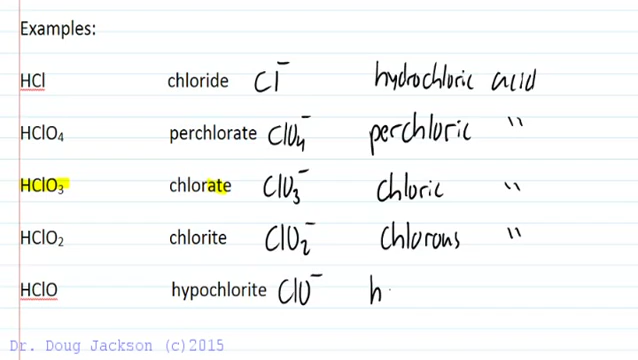 Examples:
HCl chloride Cl⁻ hydrochloric acid
HClO₄ perchlorate ClO₄⁻ perchloric "
HClO₃ chlorate ClO₃⁻ chloric "
HClO₂ chlorite ClO₂⁻ chlorous "
HClO hypochlorite ClO⁻ h
Dr. Doug Jackson (c)2015